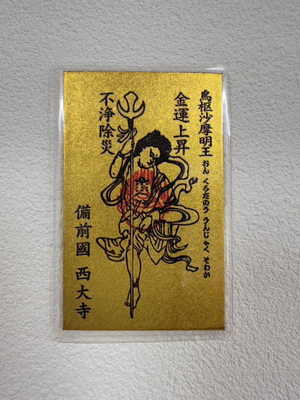 烏枢沙摩明王
おん くろだのう うんじゃく そわか
金運上昇
不浄除災
備前國 西大寺